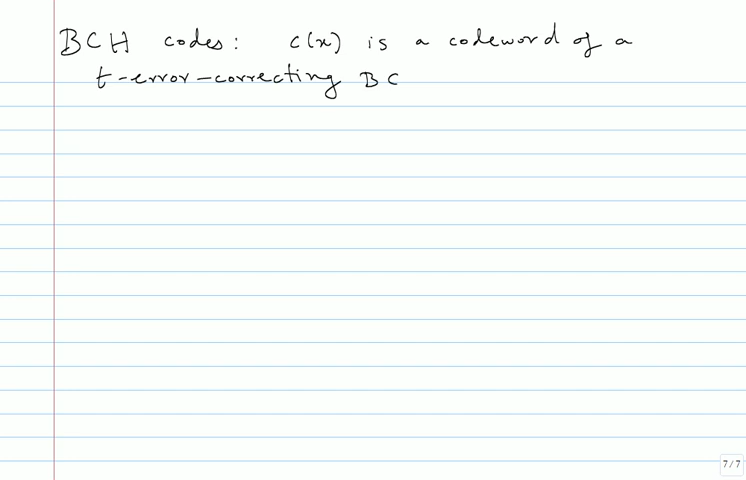 BCH codes: c(x) is a codeword of a
t-error-correcting BC
7/7